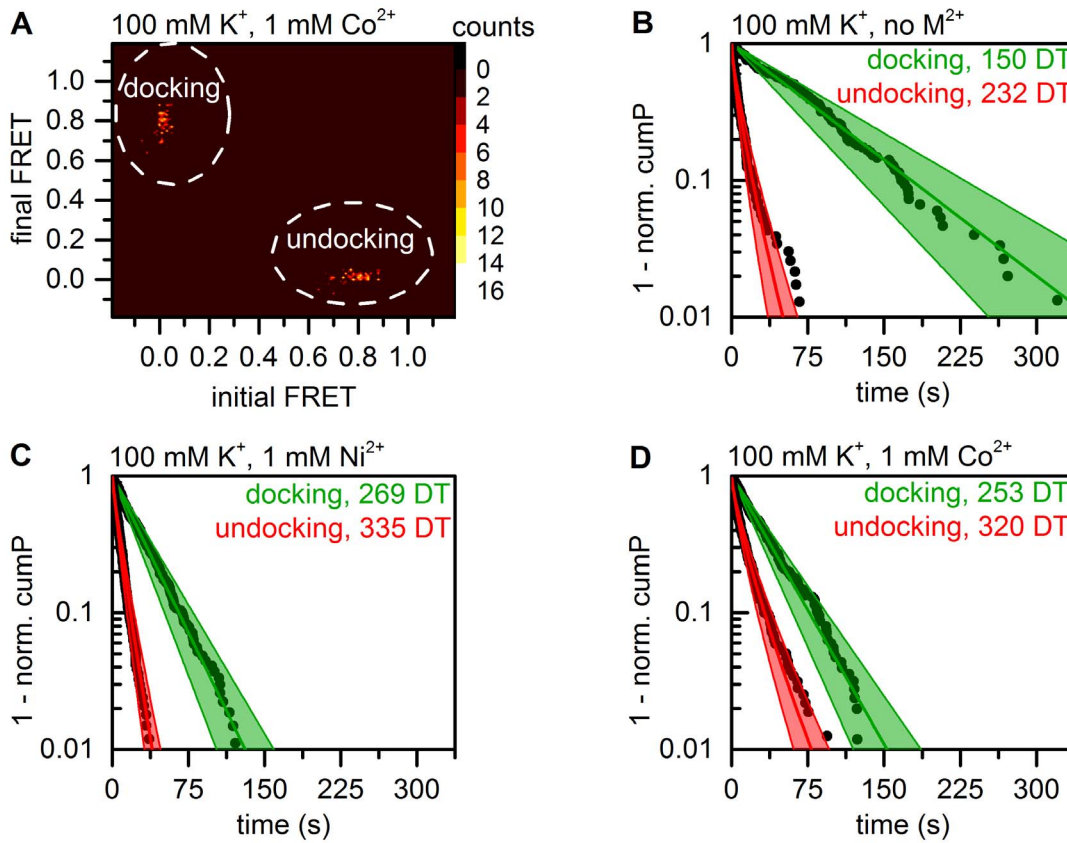 A
100 mM K⁺, 1 mM Co²⁺
counts
docking
undocking
final FRET
1.0
0.8
0.6
0.4
0.2
0.0
0.0 0.2 0.4 0.6 0.8 1.0
initial FRET
0
2
4
6
8
10
12
14
16
B
100 mM K⁺, no M²⁺
docking, 150 DT
undocking, 232 DT
1 - norm. cumP
1
0.1
0.01
0 75 150 225 300
time (s)
C
100 mM K⁺, 1 mM Ni²⁺
docking, 269 DT
undocking, 335 DT
1 - norm. cumP
1
0.1
0.01
0 75 150 225 300
time (s)
D
100 mM K⁺, 1 mM Co²⁺
docking, 253 DT
undocking, 320 DT
1 - norm. cumP
1
0.1
0.01
0 75 150 225 300
time (s)